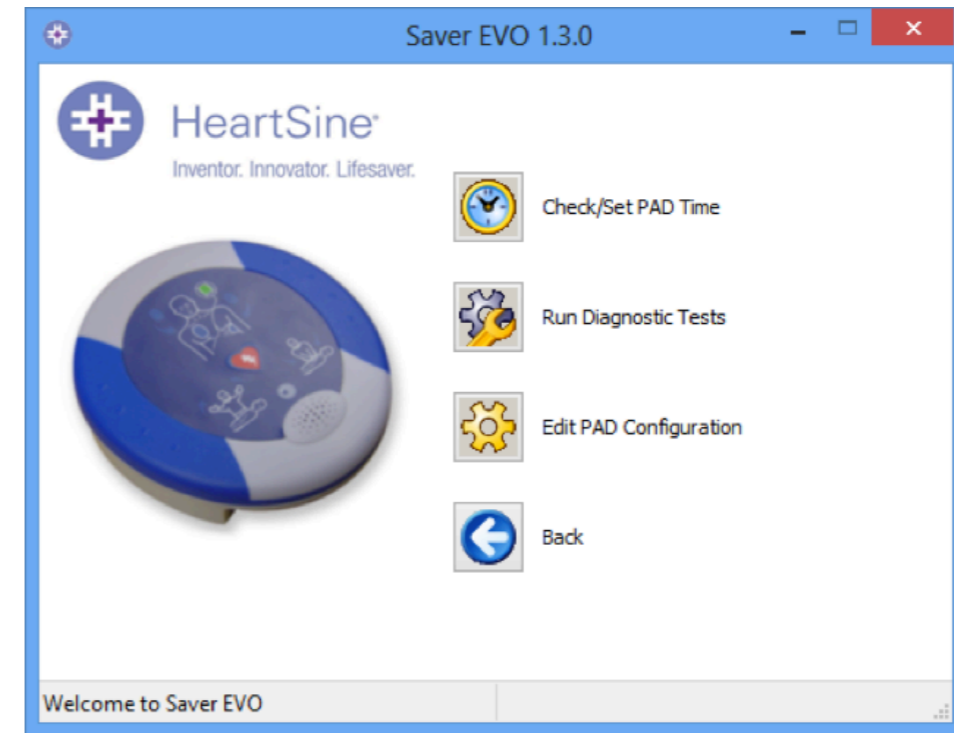 Saver EVO 1.3.0
HeartSine®
Inventor. Innovator. Lifesaver.
Check/Set PAD Time
Run Diagnostic Tests
Edit PAD Configuration
Back
Welcome to Saver EVO